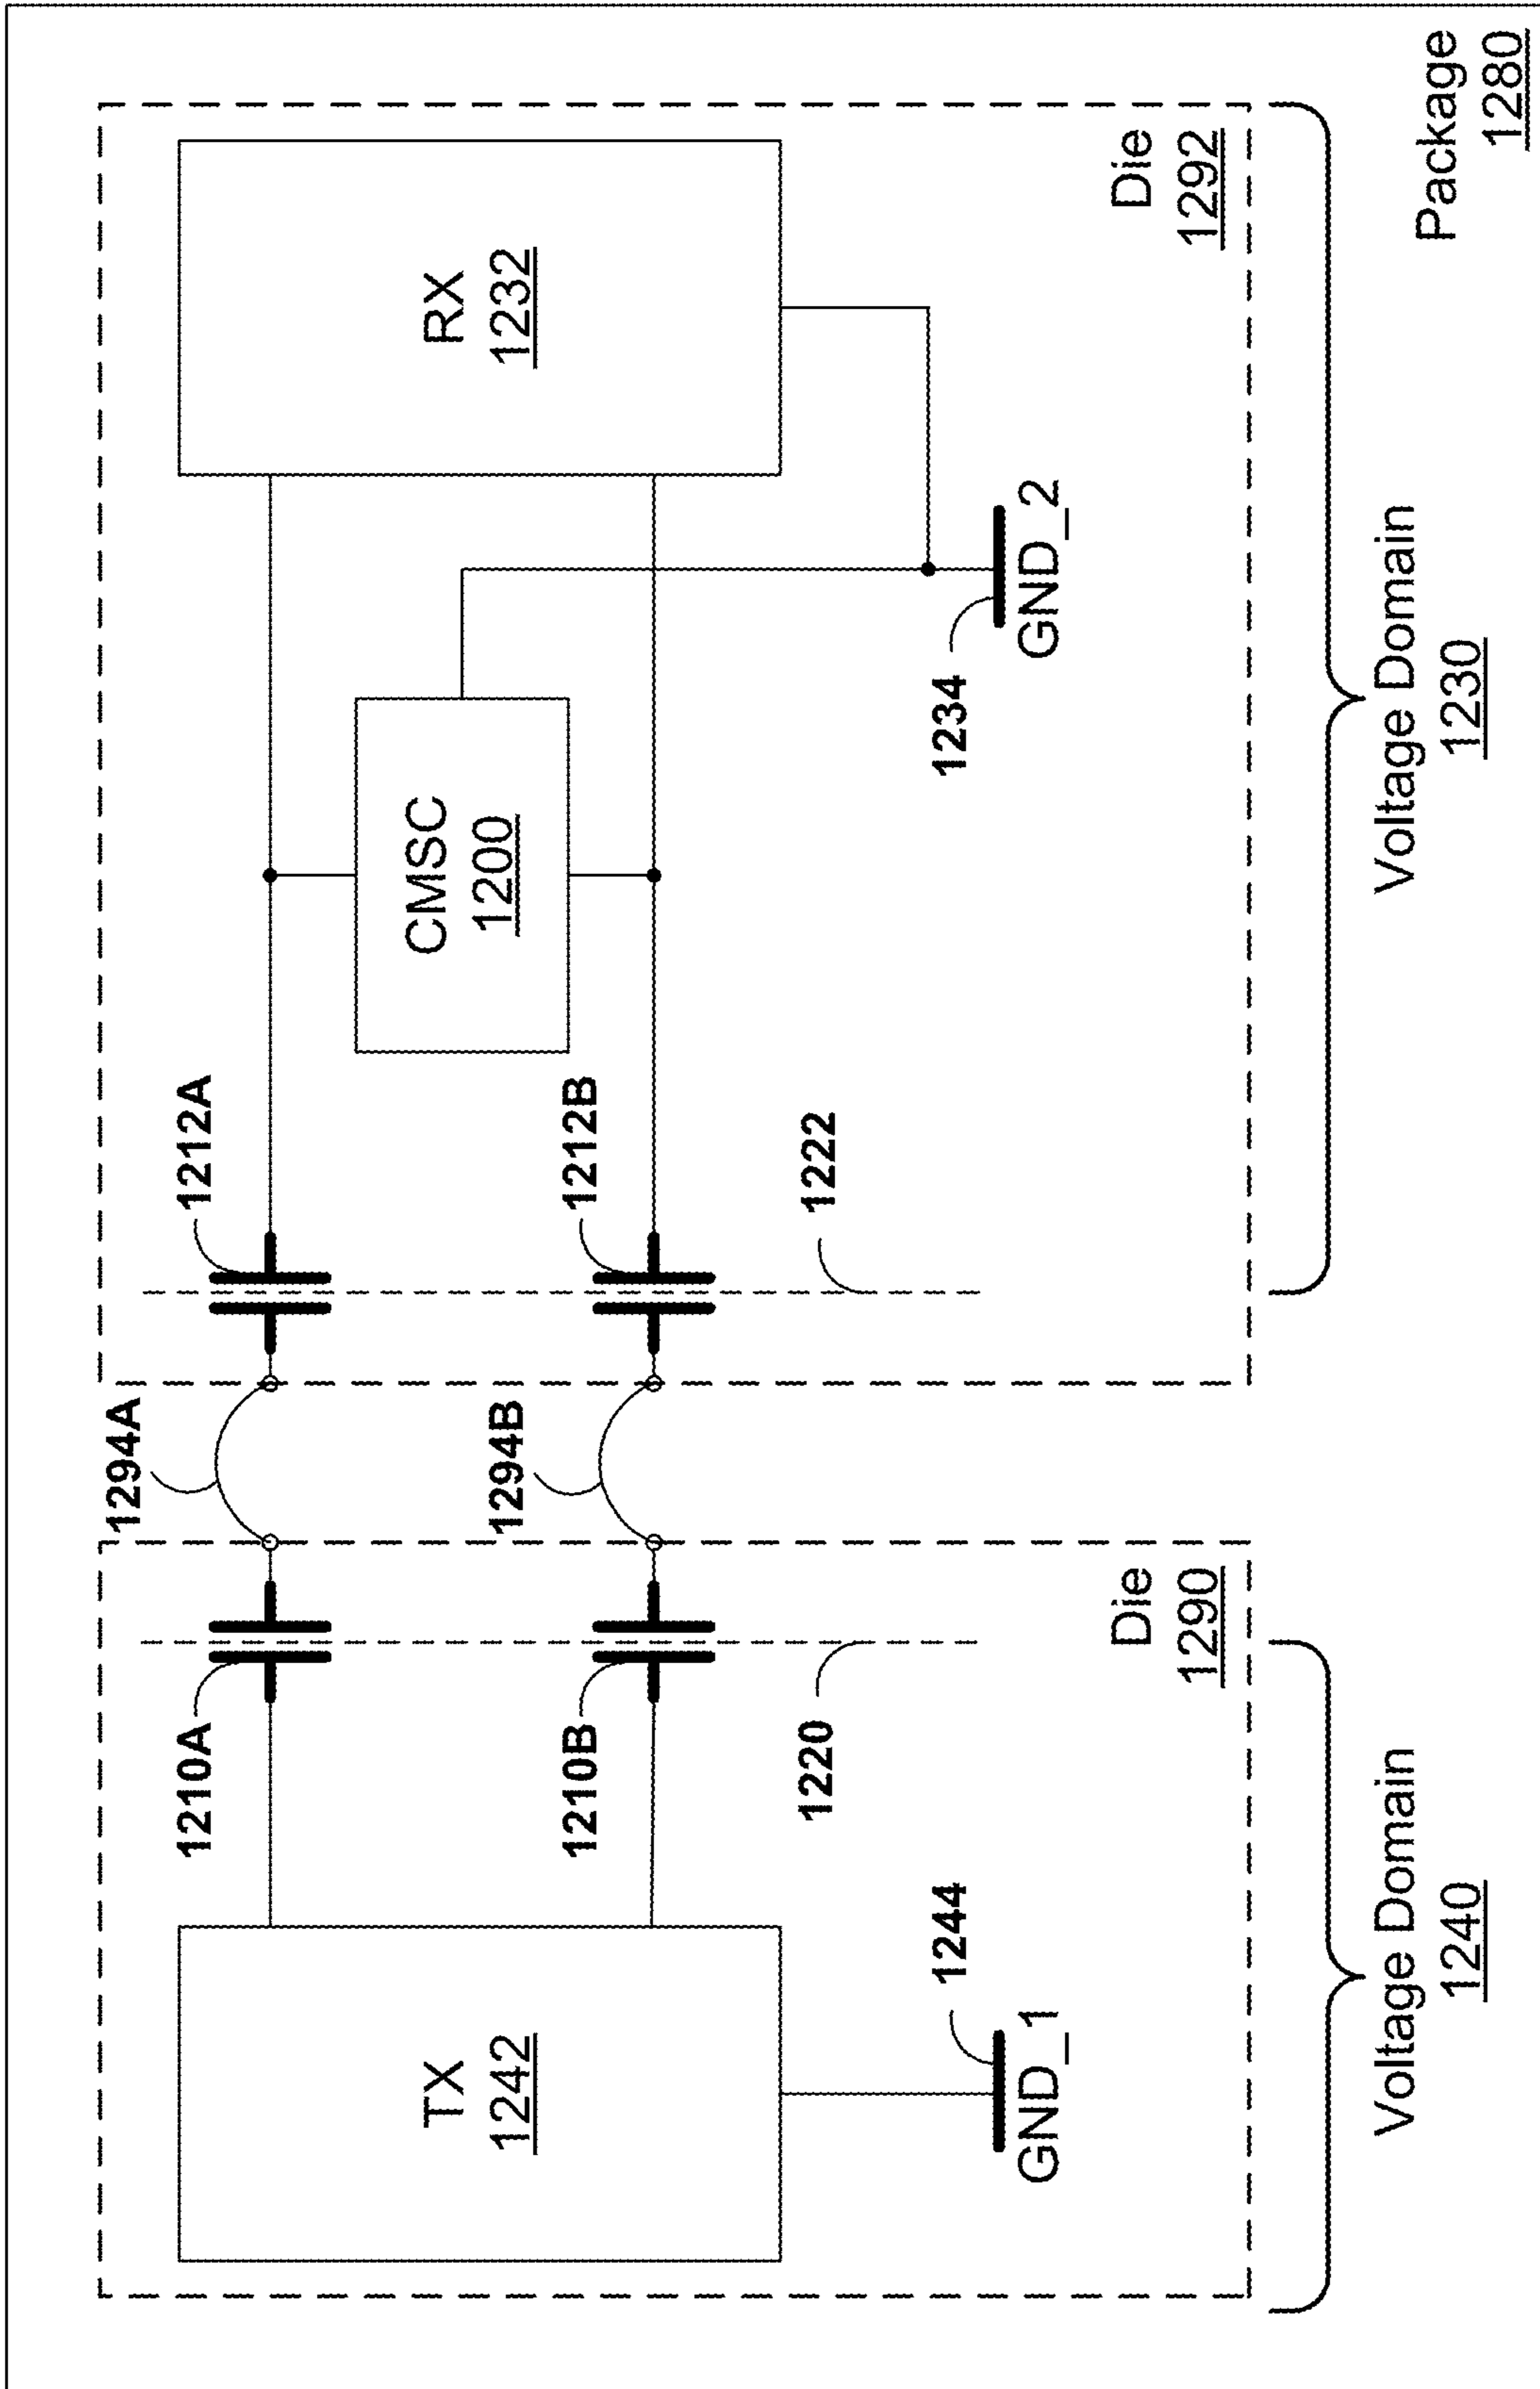 1294A
1210A
1212A
TX
1242
RX
1232
CMSC
1200
1294B
1210B
1212B
1220
1222
1244
GND_1
1234
GND_2
Die
1290
Die
1292
Voltage Domain
1240
Voltage Domain
1230
Package
1280